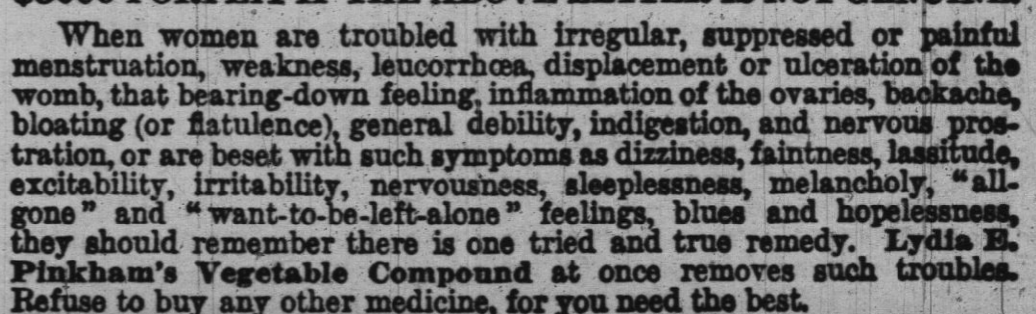 When women are troubled with irregular, suppressed or painful
menstruation, weakness, leucorrhœa, displacement or ulceration of the
womb, that bearing-down feeling, inflammation of the ovaries, backache,
bloating (or flatulence), general debility, indigestion, and nervous pros-
tration, or are beset with such symptoms as dizziness, faintness, lassitude,
excitability, irritability, nervousness, sleeplessness, melancholy, "all-
gone" and "want-to-be-left-alone" feelings, blues and hopelessness,
they should remember there is one tried and true remedy. Lydia E.
Pinkham's Vegetable Compound at once removes such troubles.
Refuse to buy any other medicine, for you need the best.